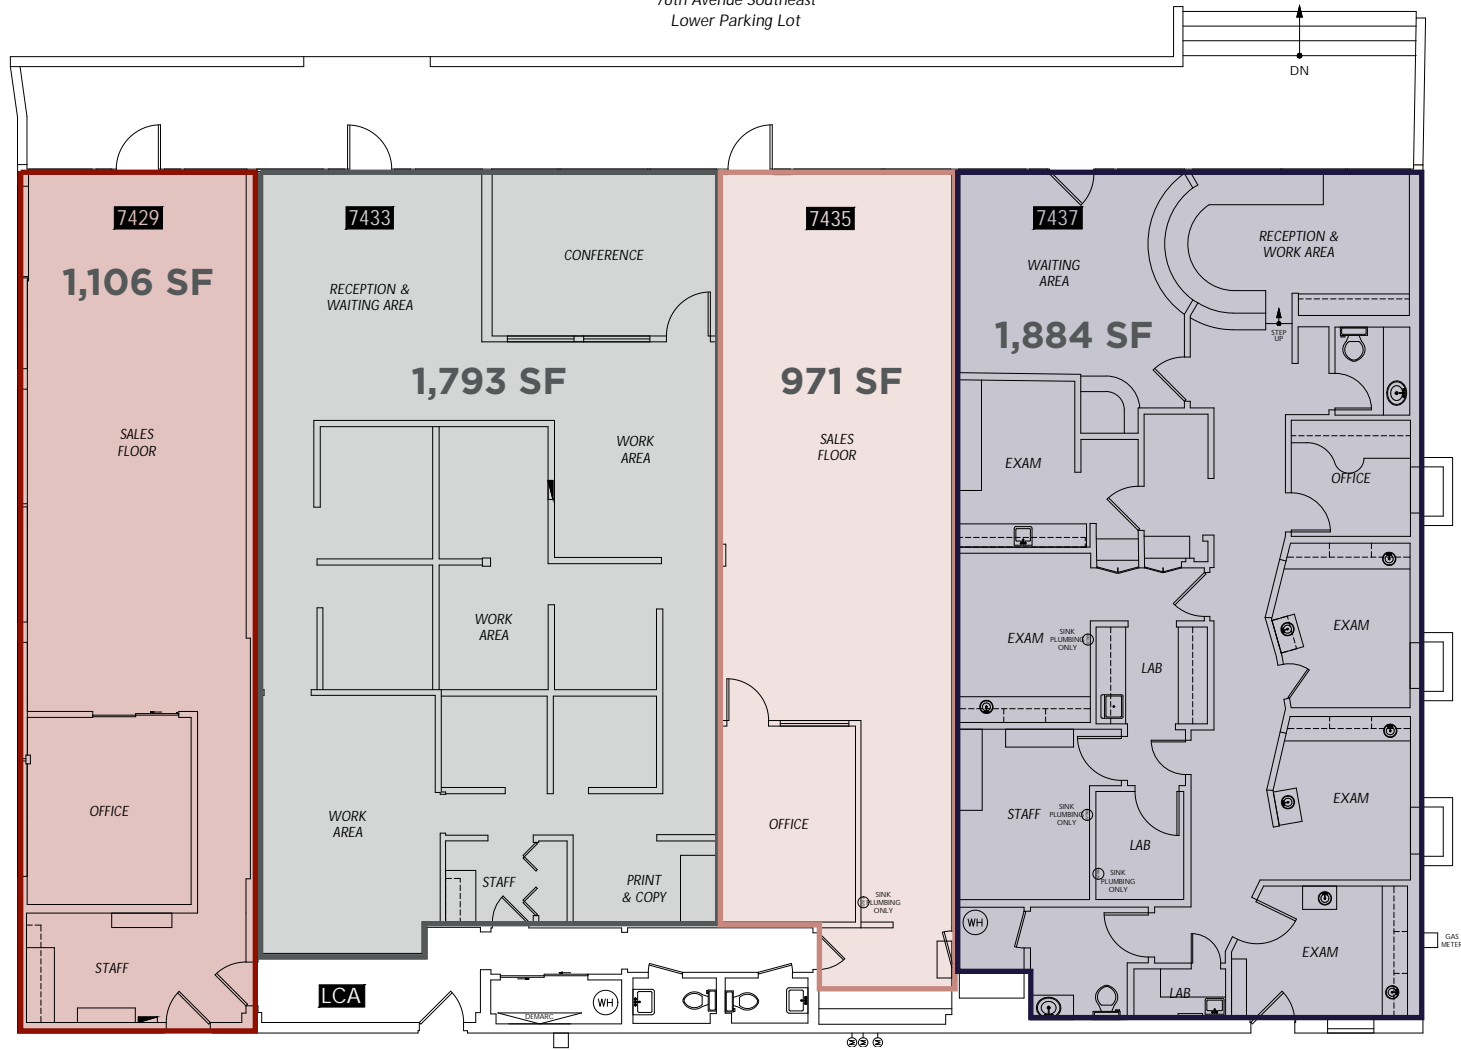 76th Avenue Southeast
Lower Parking Lot
DN
7429
1,106 SF
SALES
FLOOR
OFFICE
STAFF
7433
RECEPTION &
WAITING AREA
CONFERENCE
1,793 SF
WORK
AREA
WORK
AREA
WORK
AREA
STAFF
PRINT
& COPY
7435
971 SF
SALES
FLOOR
OFFICE
SINK
PLUMBING
ONLY
7437
WAITING
AREA
RECEPTION &
WORK AREA
1,884 SF
STEP
UP
EXAM
OFFICE
EXAM
SINK
PLUMBING
ONLY
LAB
EXAM
STAFF
SINK
PLUMBING
ONLY
LAB
SINK
PLUMBING
ONLY
EXAM
WH
EXAM
LAB
GAS
METER
LCA
DEMARC
WH
M M M